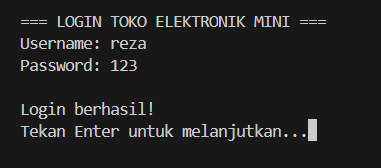 === LOGIN TOKO ELEKTRONIK MINI ===
Username: reza
Password: 123
Login berhasil!
Tekan Enter untuk melanjutkan...